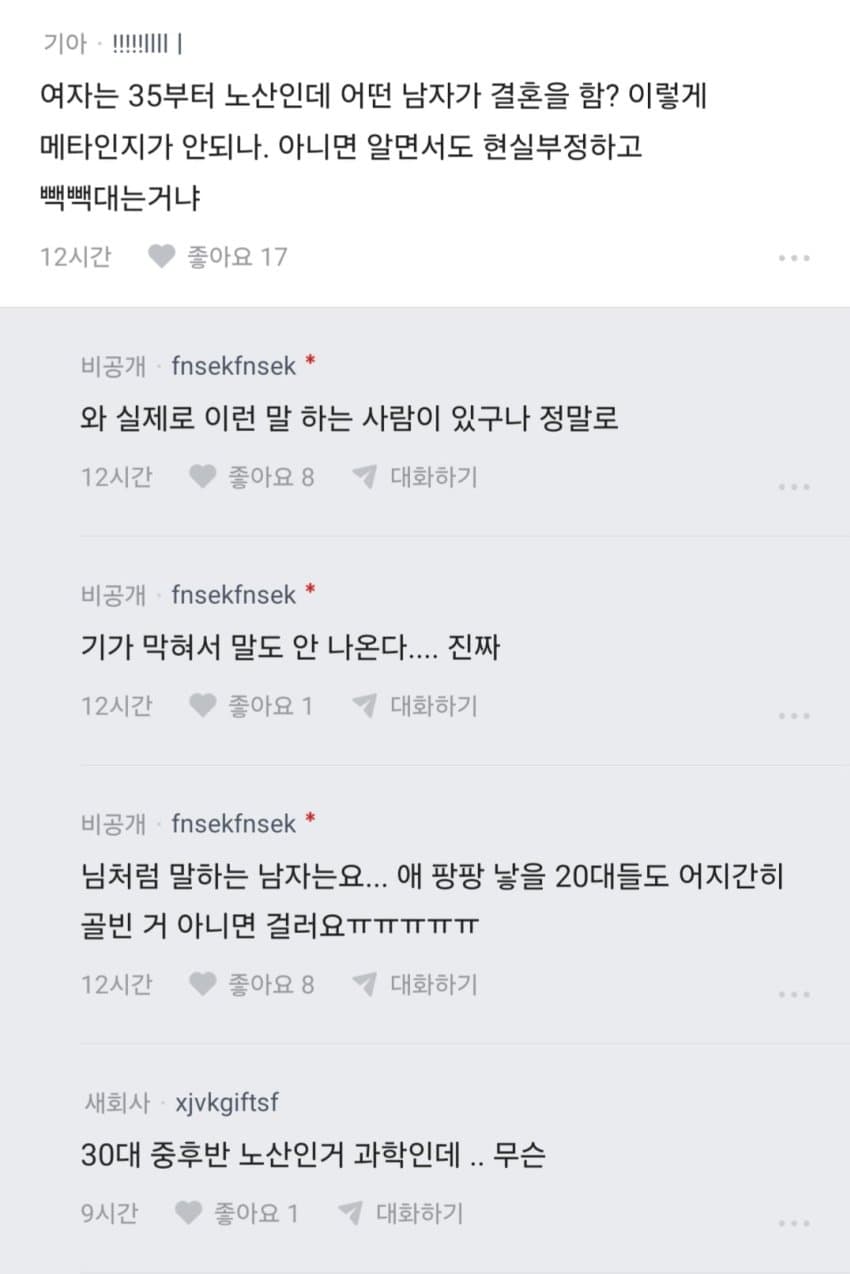 기아 · !!!!!llll |
여자는 35부터 노산인데 어떤 남자가 결혼을 함? 이렇게
메타인지가 안되나. 아니면 알면서도 현실부정하고
빽빽대는거냐
12시간 좋아요 17
비공개 · fnsekfnsek *
와 실제로 이런 말 하는 사람이 있구나 정말로
12시간 좋아요 8 대화하기
비공개 · fnsekfnsek *
기가 막혀서 말도 안 나온다.... 진짜
12시간 좋아요 1 대화하기
비공개 · fnsekfnsek *
님처럼 말하는 남자는요... 애 팡팡 낳을 20대들도 어지간히
골빈 거 아니면 걸러요ㅠㅠㅠㅠㅠ
12시간 좋아요 8 대화하기
새회사 · xjvkgiftsf
30대 중후반 노산인거 과학인데 .. 무슨
9시간 좋아요 1 대화하기